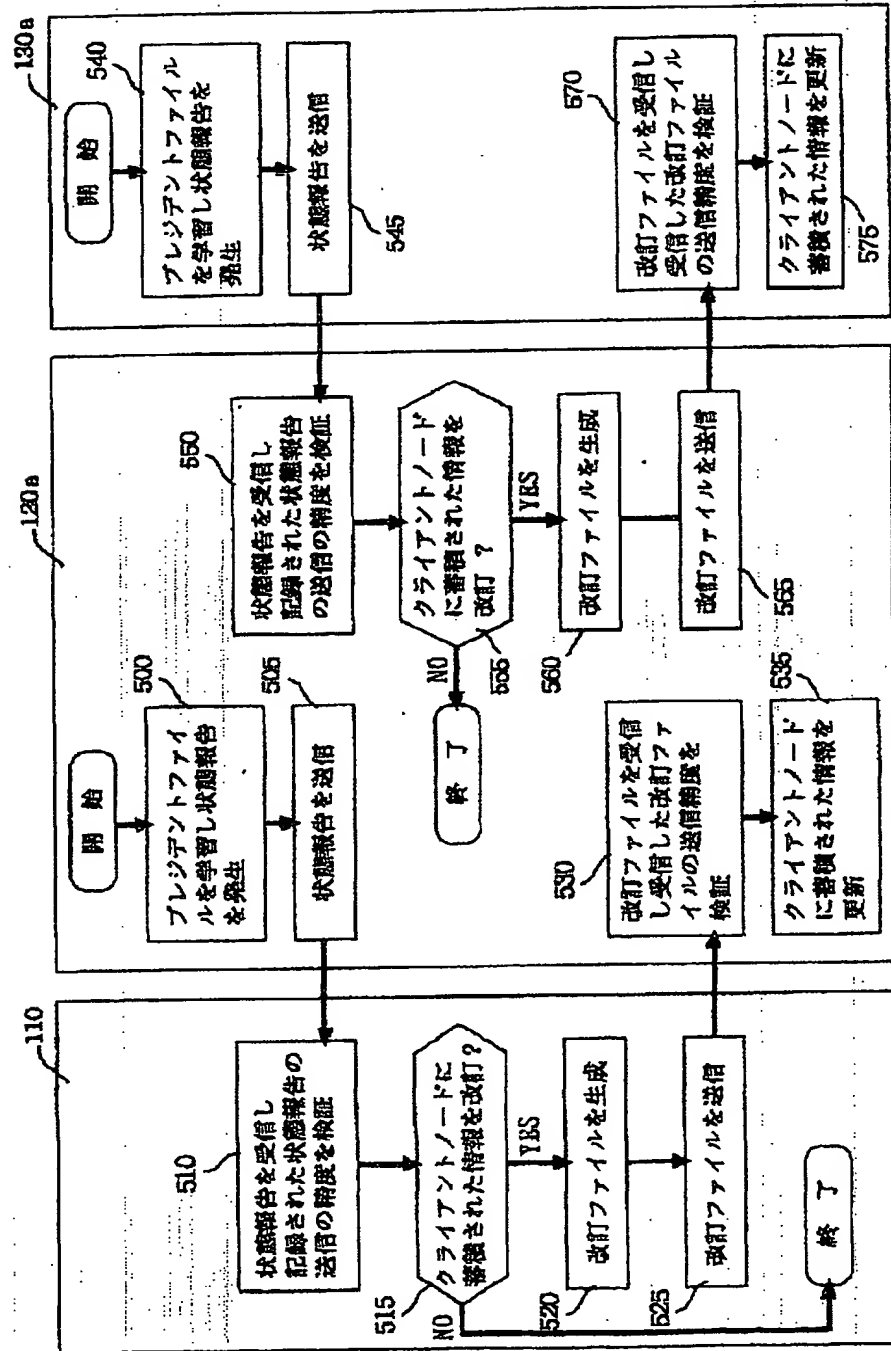 110
510
状態報告を受信し
記録された状態報告の
送信の精度を検証
515
クライアントノードに
蓄積された情報を改訂?
NO
YES
520
改訂ファイルを生成
525
改訂ファイルを送信
終 了
120a
開 始
500
プレジデントファイ
ルを学習し状態報告
を発生
505
状態報告を送信
550
状態報告を受信し
記録された状態報告
の送信の精度を検証
555
クライアントノード
に蓄積された情報を
改訂 ?
NO
終 了
YES
560
改訂ファイルを生成
565
改訂ファイルを送信
530
改訂ファイルを受信
し受信した改訂ファ
イルの送信精度を
検証
535
クライアントノード
に蓄積された情報を
更新
130a
開 始
540
プレジデントファイル
を学習し状態報告を
発生
状態報告を送信
545
570
改訂ファイルを受信し
受信した改訂ファイル
の送信精度を検証
クライアントノードに
蓄積された情報を更新
575